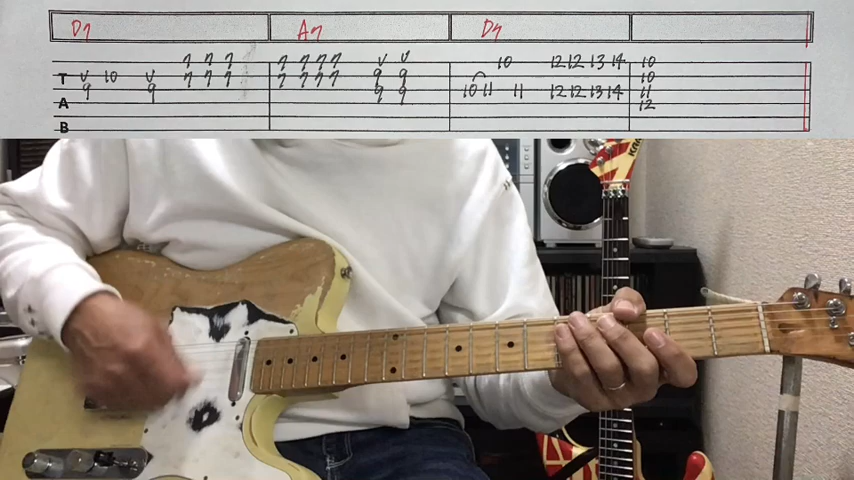 D7 A7 D7
7 7 7 7 7 7 7 v v 10 12 12 13 14 10
T v 10 v 7 7 7 7 7 7 7 9 9 10
9 9 9 9 10 11 11 12 12 13 14 11
A 12
B